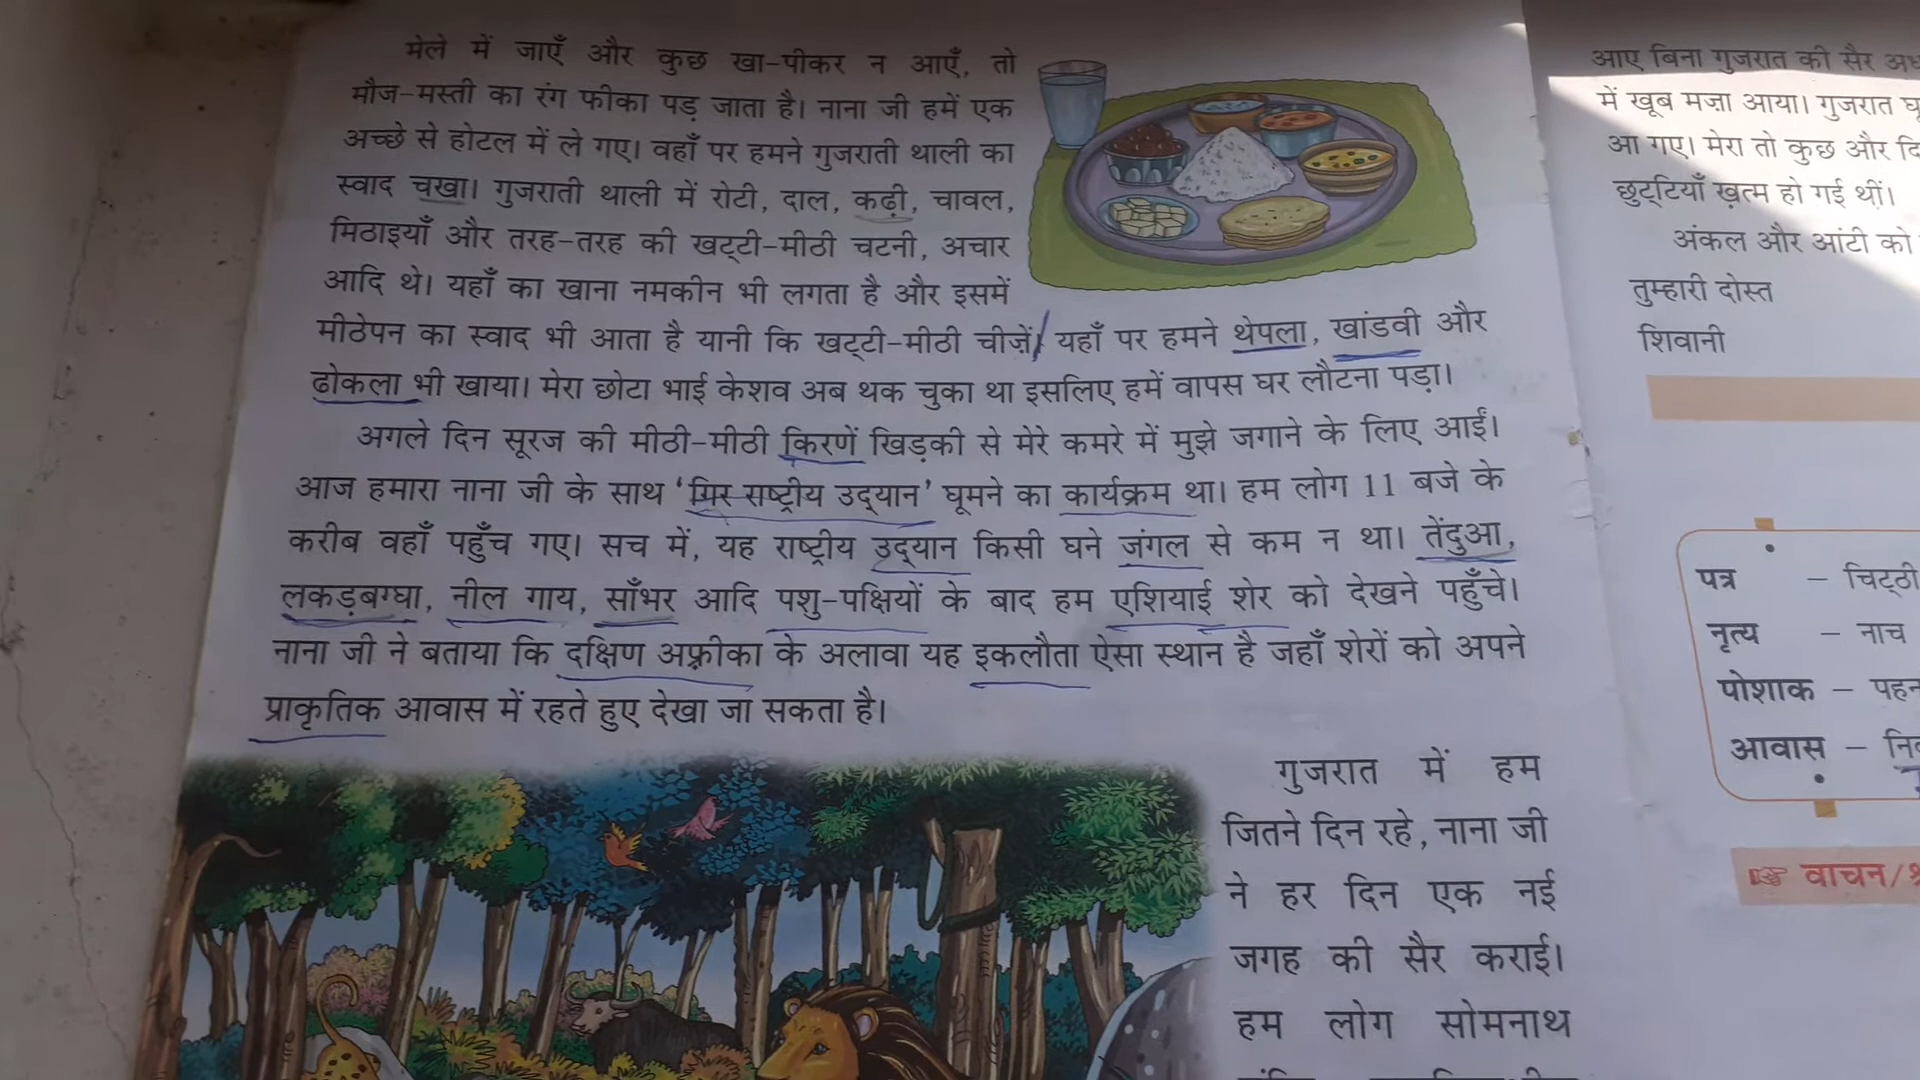 मेले में जाएँ और कुछ खा-पीकर न आएँ, तो
मौज-मस्ती का रंग फीका पड़ जाता है। नाना जी हमें एक
अच्छे से होटल में ले गए। वहाँ पर हमने गुजराती थाली का
स्वाद चखा। गुजराती थाली में रोटी, दाल, कढ़ी, चावल,
मिठाइयाँ और तरह-तरह की खट्‌टी-मीठी चटनी, अचार
आदि थे। यहाँ का खाना नमकीन भी लगता है और इसमें
मीठेपन का स्वाद भी आता है यानी कि खट्‌टी-मीठी चीज़ें। यहाँ पर हमने थेपला, खांडवी और
ढोकला भी खाया। मेरा छोटा भाई केशव अब थक चुका था इसलिए हमें वापस घर लौटना पड़ा।
अगले दिन सूरज की मीठी-मीठी किरणें खिड़की से मेरे कमरे में मुझे जगाने के लिए आईं।
आज हमारा नाना जी के साथ ‘गिर राष्ट्रीय उद्‌यान’ घूमने का कार्यक्रम था। हम लोग 11 बजे के
करीब वहाँ पहुँच गए। सच में, यह राष्ट्रीय उद्‌यान किसी घने जंगल से कम न था। तेंदुआ,
लकड़बग्घा, नील गाय, साँभर आदि पशु-पक्षियों के बाद हम एशियाई शेर को देखने पहुँचे।
नाना जी ने बताया कि दक्षिण अफ़्रीका के अलावा यह इकलौता ऐसा स्थान है जहाँ शेरों को अपने
प्राकृतिक आवास में रहते हुए देखा जा सकता है।
गुजरात में हम
जितने दिन रहे, नाना जी
ने हर दिन एक नई
जगह की सैर कराई।
हम लोग सोमनाथ
आए बिना गुजरात की सैर
में खूब मज़ा आया। गुजरात
आ गए। मेरा तो कुछ और
छुट्‌टियाँ ख़त्म हो गई थीं।
अंकल और आंटी को
तुम्हारी दोस्त
शिवानी
पत्र – चिट्‌ठी
नृत्य – नाच
पोशाक –
आवास –
वाचन/